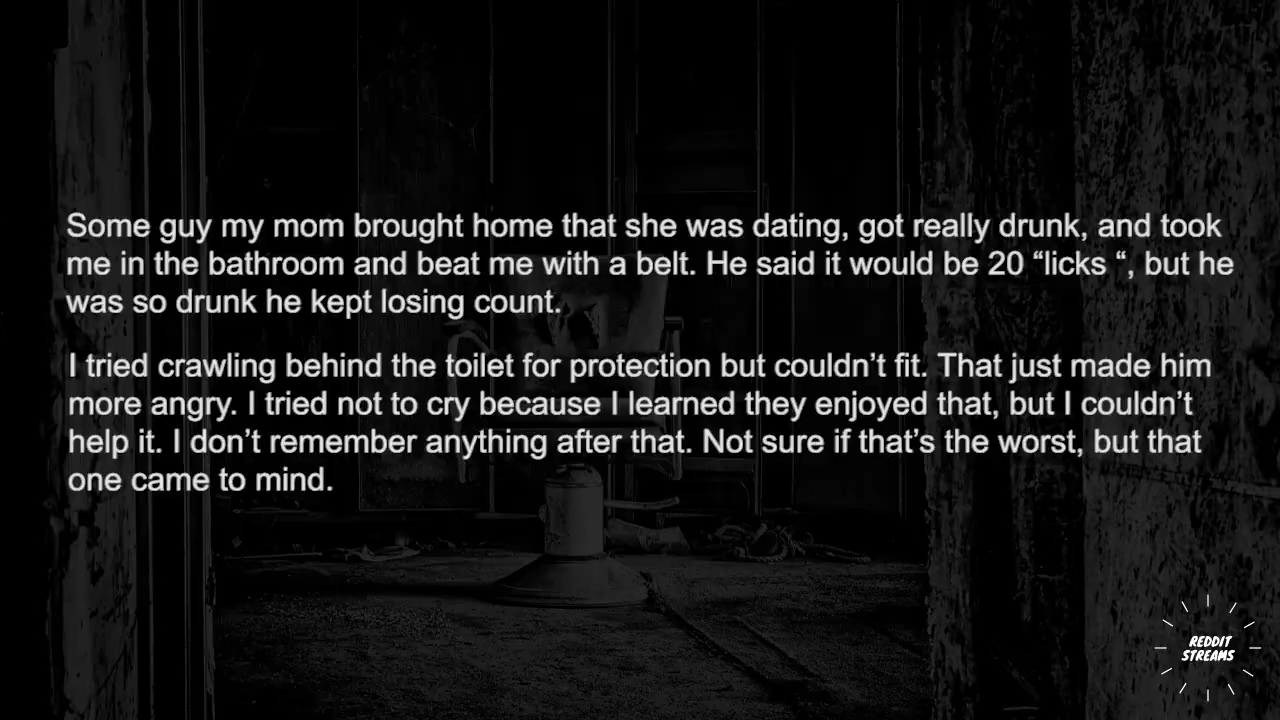 Some guy my mom brought home that she was dating, got really drunk, and took
me in the bathroom and beat me with a belt. He said it would be 20 “licks “, but he
was so drunk he kept losing count.
I tried crawling behind the toilet for protection but couldn’t fit. That just made him
more angry. I tried not to cry because I learned they enjoyed that, but I couldn’t
help it. I don’t remember anything after that. Not sure if that’s the worst, but that
one came to mind.
REDDIT
STREAMS